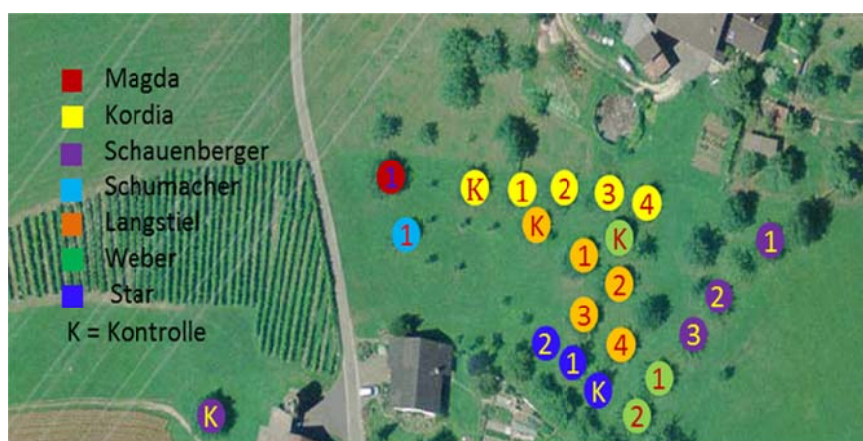 Magda
Kordia
Schauenberger
Schumacher
Langstiel
Weber
Star
K = Kontrolle
1
K 1 2 3 4
1 K K 1
1
2 2
3 3
2 4
1
K 1
K 2